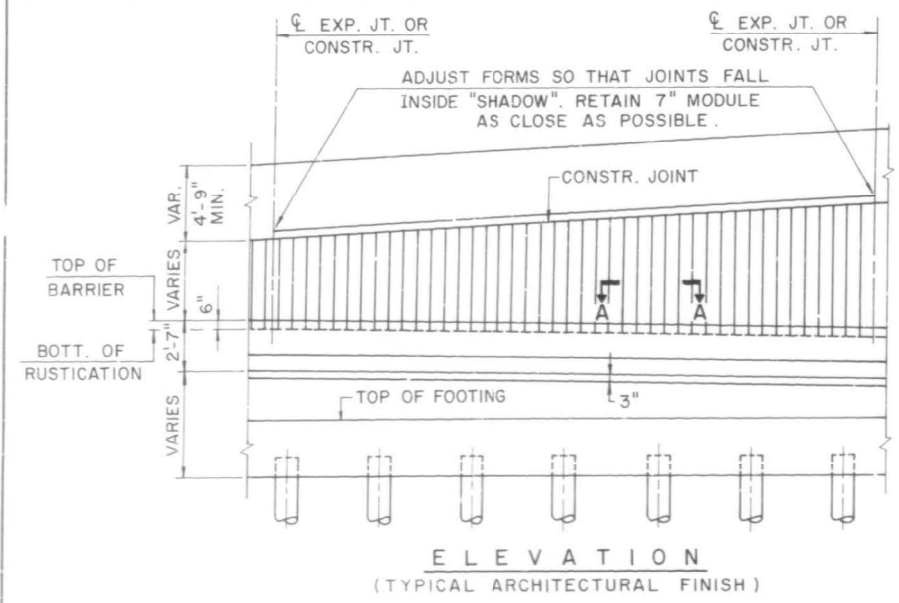 ℄ EXP. JT. OR
CONSTR. JT.
℄ EXP. JT. OR
CONSTR. JT.
ADJUST FORMS SO THAT JOINTS FALL
INSIDE "SHADOW". RETAIN 7" MODULE
AS CLOSE AS POSSIBLE.
CONSTR. JOINT
VAR.
4'-9"
MIN.
VARIES
TOP OF
BARRIER
6"
A
A
2'-7"
BOTT. OF
RUSTICATION
VARIES
TOP OF FOOTING
3"
ELEVATION
(TYPICAL ARCHITECTURAL FINISH)